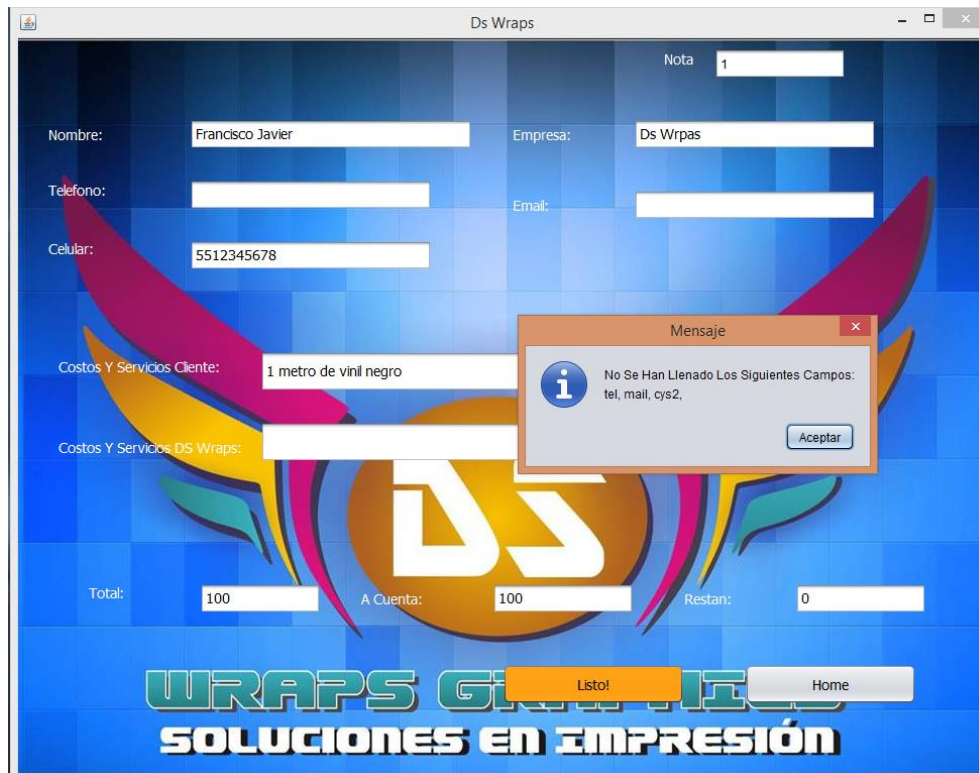 Ds Wraps
Nota 1
Nombre: Francisco Javier Empresa: Ds Wrpas
Telefono:
Email:
Celular: 5512345678
Mensaje
Costos Y Servicios Cliente: 1 metro de vinil negro
No Se Han Llenado Los Siguientes Campos:
tel, mail, cys2,
Aceptar
Costos Y Servicios DS Wraps:
DS
Total: 100 A Cuenta: 100 Restan: 0
Listo! Home
WRAPS
SOLUCIONES EN IMPRESIÓN